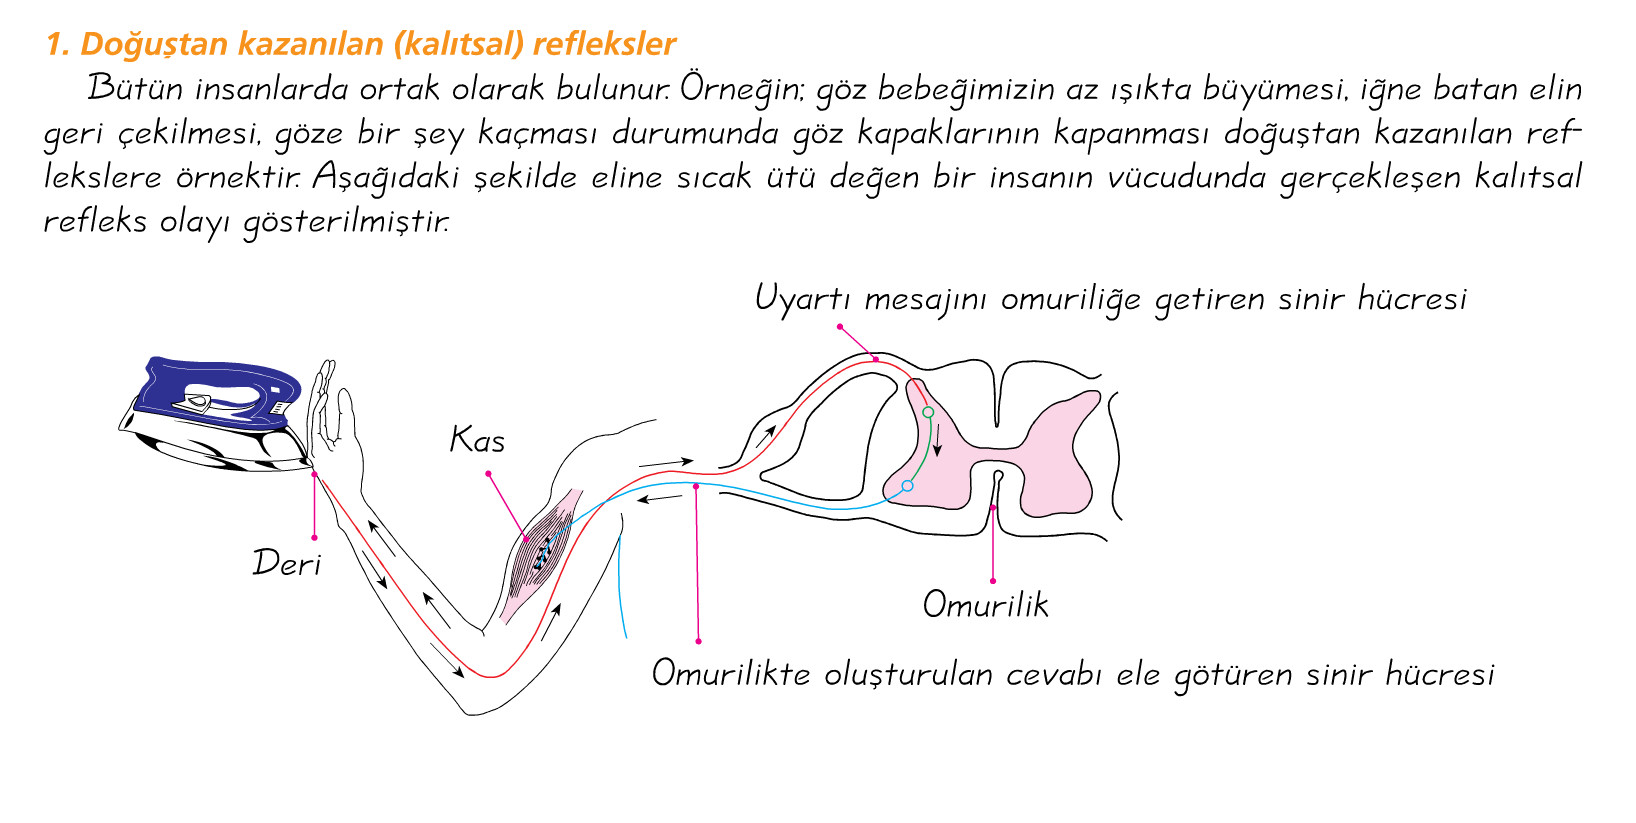 1. Doğuştan kazanılan (kalıtsal) refleksler
Bütün insanlarda ortak olarak bulunur. Örneğin; göz bebeğimizin az ışıkta büyümesi, iğne batan elin
geri çekilmesi, göze bir şey kaçması durumunda göz kapaklarının kapanması doğuştan kazanılan ref-
lekslere örnektir. Aşağıdaki şekilde eline sıcak ütü değen bir insanın vücudunda gerçekleşen kalıtsal
refleks olayı gösterilmiştir.
Uyartı mesajını omuriliğe getiren sinir hücresi
Kas
Deri
Omurilik
Omurilikte oluşturulan cevabı ele götüren sinir hücresi